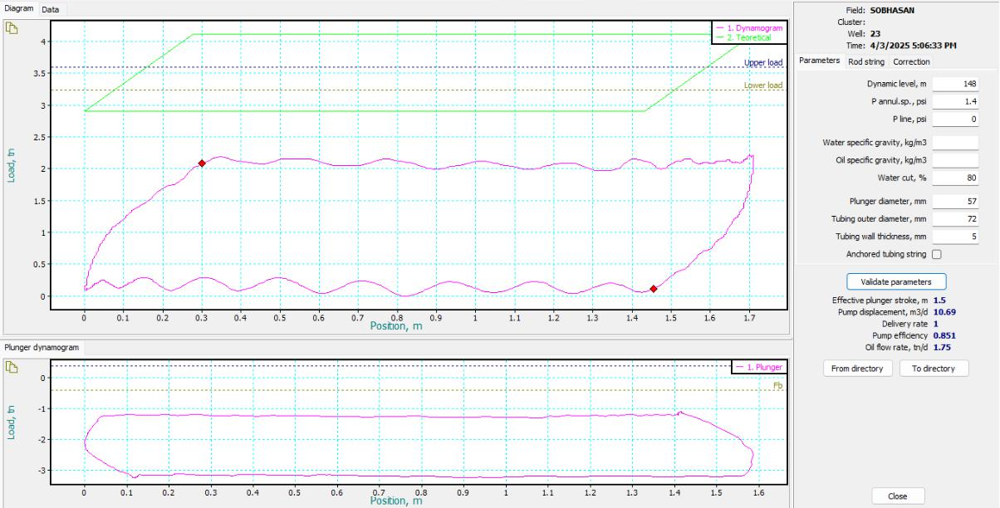 Diagram
Data
1. Dynamogram
2. Teoretical
Upper load
Lower load
Load, tn
4
3.5
3
2.5
2
1.5
1
0.5
0
0 0.1 0.2 0.3 0.4 0.5 0.6 0.7 0.8 0.9 1 1.1 1.2 1.3 1.4 1.5 1.6 1.7
Position, m
Plunger dynamogram
1. Plunger
Fb
Load, tn
0
-1
-2
-3
0 0.1 0.2 0.3 0.4 0.5 0.6 0.7 0.8 0.9 1 1.1 1.2 1.3 1.4 1.5 1.6
Position, m
Field: SOBHASAN
Cluster:
Well: 23
Time: 4/3/2025 5:06:33 PM
Parameters Rod string Correction
Dynamic level, m 148
P annul.sp., psi 1.4
P line, psi 0
Water specific gravity, kg/m3
Oil specific gravity, kg/m3
Water cut, % 80
Plunger diameter, mm 57
Tubing outer diameter, mm 72
Tubing wall thickness, mm 5
Anchored tubing string
Validate parameters
Effective plunger stroke, m 1.5
Pump displacement, m3/d 10.69
Delivery rate 1
Pump efficiency 0.851
Oil flow rate, tn/d 1.75
From directory
To directory
Close